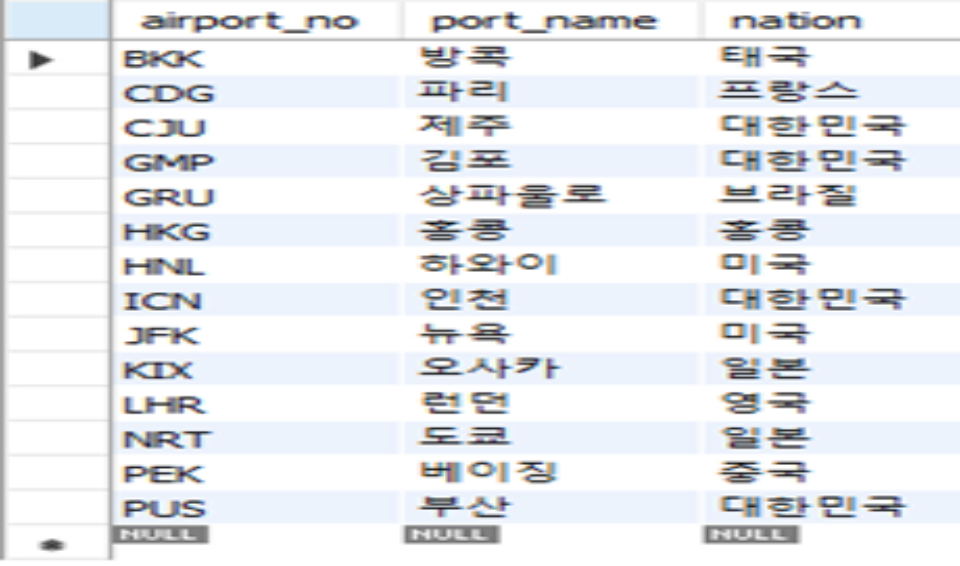 airport_no port_name nation
BKK 방콕 태국
CDG 파리 프랑스
CJU 제주 대한민국
GMP 김포 대한민국
GRU 상파울로 브라질
HKG 홍콩 홍콩
HNL 하와이 미국
ICN 인천 대한민국
JFK 뉴욕 미국
KIX 오사카 일본
LHR 런던 영국
NRT 도쿄 일본
PEK 베이징 중국
PUS 부산 대한민국
NULL NULL NULL